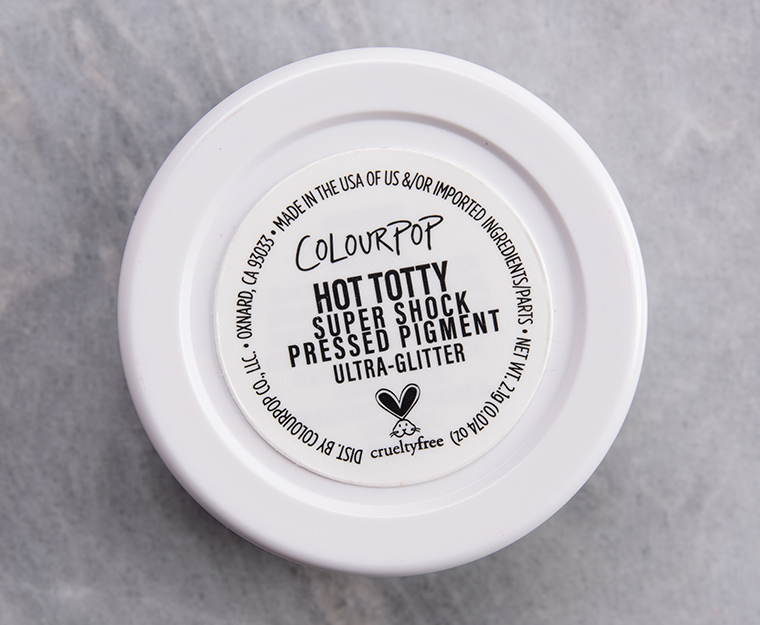 COLOURPOP
HOT TOTTY
SUPER SHOCK
PRESSED PIGMENT
ULTRA-GLITTER
crueltyfree
DIST. BY COLOURPOP CO., LLC. • OXNARD, CA 93033 • MADE IN THE USA OF US &/OR IMPORTED INGREDIENTS/PARTS • NET WT. 2.1g (0.074 oz)